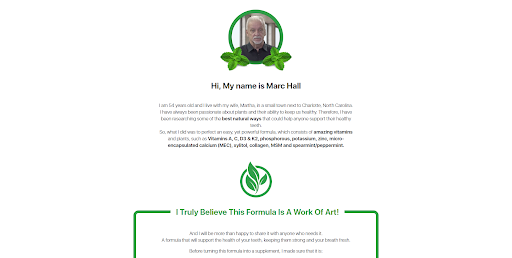 Hi, My name is Marc Hall
I am 54 years old and I live with my wife, Martha, in a small town next to Charlotte, North Carolina.
I have always been passionate about plants and their ability to keep us healthy. Therefore, I have
been researching some of the best natural ways that could help anyone support their healthy
teeth.
So, what I did was to perfect an easy, yet powerful formula, which consists of amazing vitamins
and plants, such as Vitamins A, C, D3 & K2, phosphorous, potassium, zinc, micro-
encapsulated calcium (MEC), xylitol, collagen, MSM and spearmint/peppermint.
I Truly Believe This Formula Is A Work Of Art!
And I will be more than happy to share it with anyone who needs it.
A formula that will support the health of your teeth, keeping them strong and your breath fresh.
Before turning this formula into a supplement, I made sure that it is: